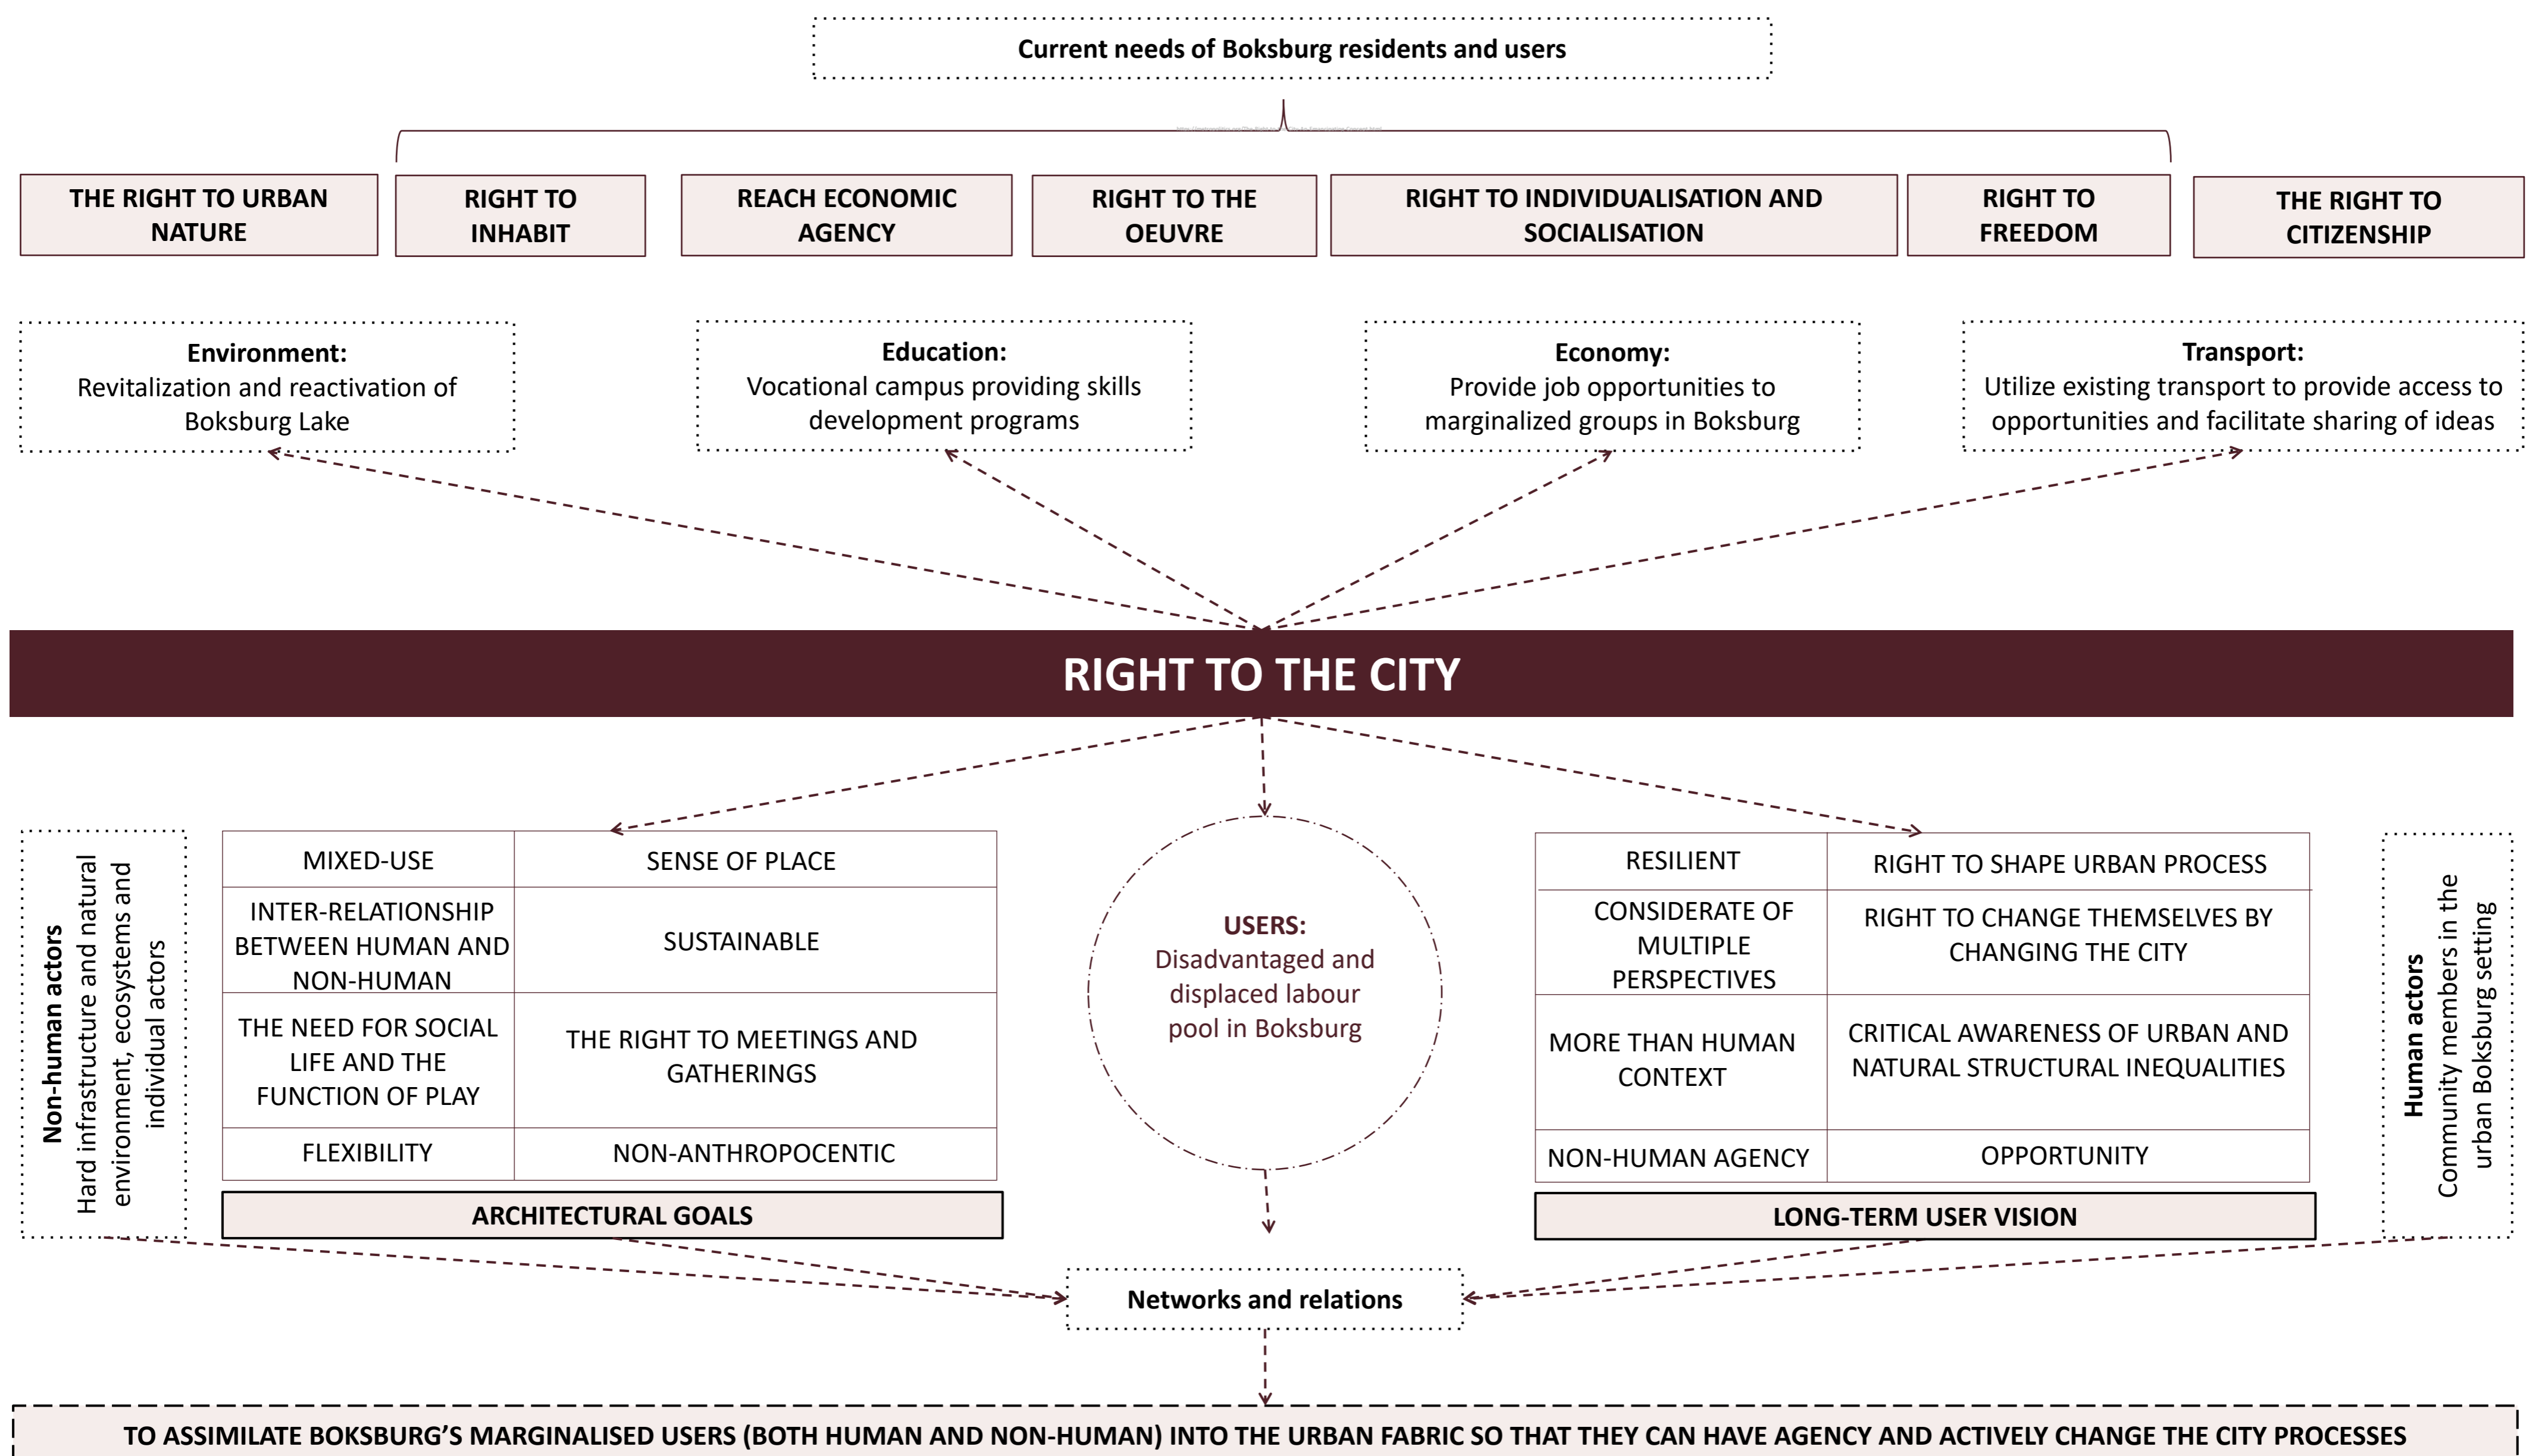 Current needs of Boksburg residents and users
THE RIGHT TO URBAN
NATURE
RIGHT TO
INHABIT
REACH ECONOMIC
AGENCY
RIGHT TO THE
OEUVRE
RIGHT TO INDIVIDUALISATION AND
SOCIALISATION
RIGHT TO
FREEDOM
THE RIGHT TO
CITIZENSHIP
Environment:
Revitalization and reactivation of
Boksburg Lake
Education:
Vocational campus providing skills
development programs
Economy:
Provide job opportunities to
marginalized groups in Boksburg
Transport:
Utilize existing transport to provide access to
opportunities and facilitate sharing of ideas
RIGHT TO THE CITY
Non-human actors
Hard infrastructure and natural
environment, ecosystems and
individual actors
MIXED-USE
SENSE OF PLACE
INTER-RELATIONSHIP
BETWEEN HUMAN AND
NON-HUMAN
SUSTAINABLE
THE NEED FOR SOCIAL
LIFE AND THE
FUNCTION OF PLAY
THE RIGHT TO MEETINGS AND
GATHERINGS
FLEXIBILITY
NON-ANTHROPOCENTIC
ARCHITECTURAL GOALS
USERS:
Disadvantaged and
displaced labour
pool in Boksburg
RESILIENT
RIGHT TO SHAPE URBAN PROCESS
CONSIDERATE OF
MULTIPLE
PERSPECTIVES
RIGHT TO CHANGE THEMSELVES BY
CHANGING THE CITY
MORE THAN HUMAN
CONTEXT
CRITICAL AWARENESS OF URBAN AND
NATURAL STRUCTURAL INEQUALITIES
NON-HUMAN AGENCY
OPPORTUNITY
LONG-TERM USER VISION
Human actors
Community members in the
urban Boksburg setting
Networks and relations
TO ASSIMILATE BOKSBURG'S MARGINALISED USERS (BOTH HUMAN AND NON-HUMAN) INTO THE URBAN FABRIC SO THAT THEY CAN HAVE AGENCY AND ACTIVELY CHANGE THE CITY PROCESSES